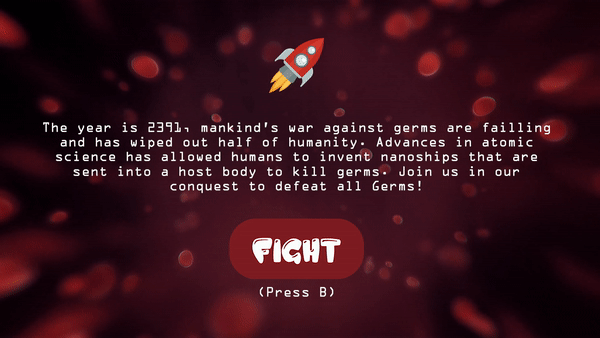 The year is 2391, mankind's war against germs are failling
and has wiped out half of humanity. Advances in atomic
science has allowed humans to invent nanoships that are
sent into a host body to kill germs. Join us in our
conquest to defeat all Germs!
FIGHT
(Press B)